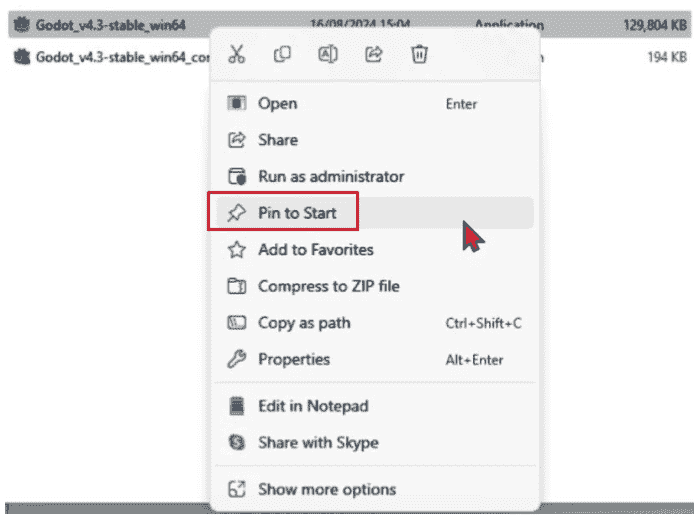 Godot_v4.3-stable_win64 16/08/2024 15:04 Application 129,804 KB
Godot_v4.3-stable_win64_con 194 KB
Open Enter
Share
Run as administrator
Pin to Start
Add to Favorites
Compress to ZIP file
Copy as path Ctrl+Shift+C
Properties Alt+Enter
Edit in Notepad
Share with Skype
Show more options